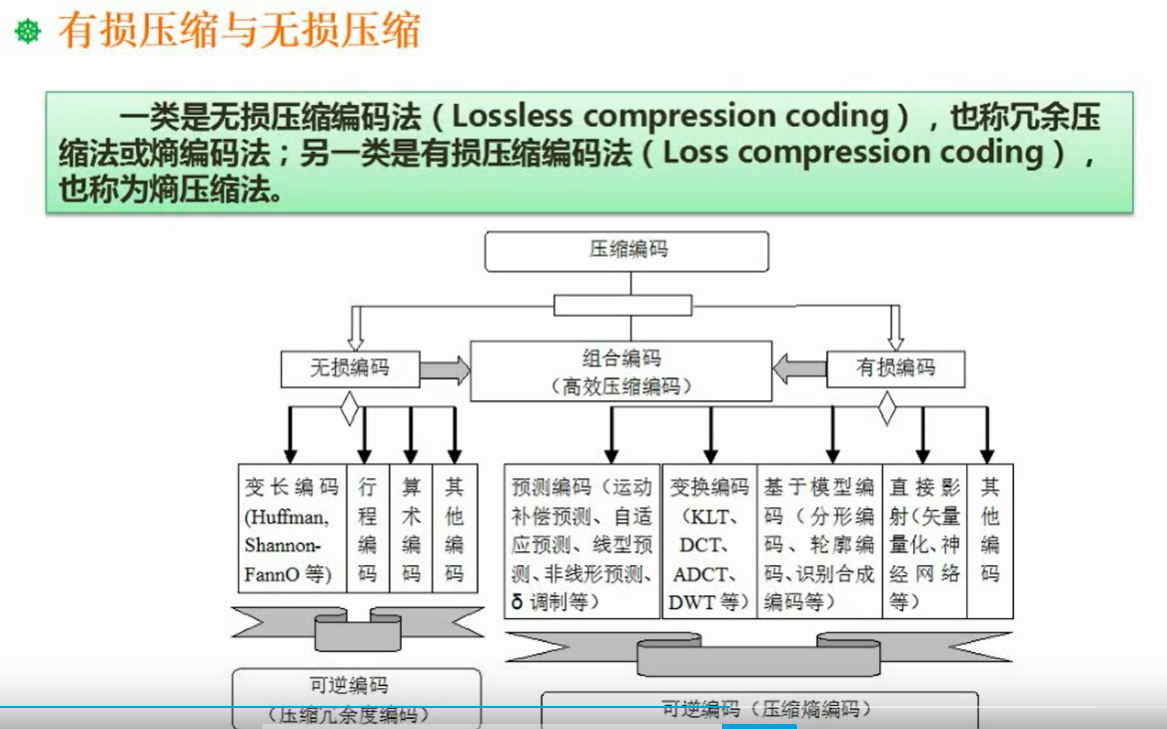 有损压缩与无损压缩
一类是无损压缩编码法（Lossless compression coding），也称冗余压
缩法或熵编码法；另一类是有损压缩编码法（Loss compression coding），
也称为熵压缩法。
压缩编码
无损编码
组合编码
（高效压缩编码）
有损编码
变长编码
(Huffman,
Shannon-
FannO 等)
行
程
编
码
算
术
编
码
其
他
编
码
预测编码（运动
补偿预测、自适
应预测、线型预
测、非线形预测、
δ 调制等）
变换编码
（KLT、
DCT、
ADCT、
DWT 等）
基于模型编
码（分形编
码、轮廓编
码、识别合成
编码等）
直接影
射（矢量
量化、神
经网络
等）
其
他
编
码
可逆编码
（压缩冗余度编码）
可逆编码（压缩熵编码）